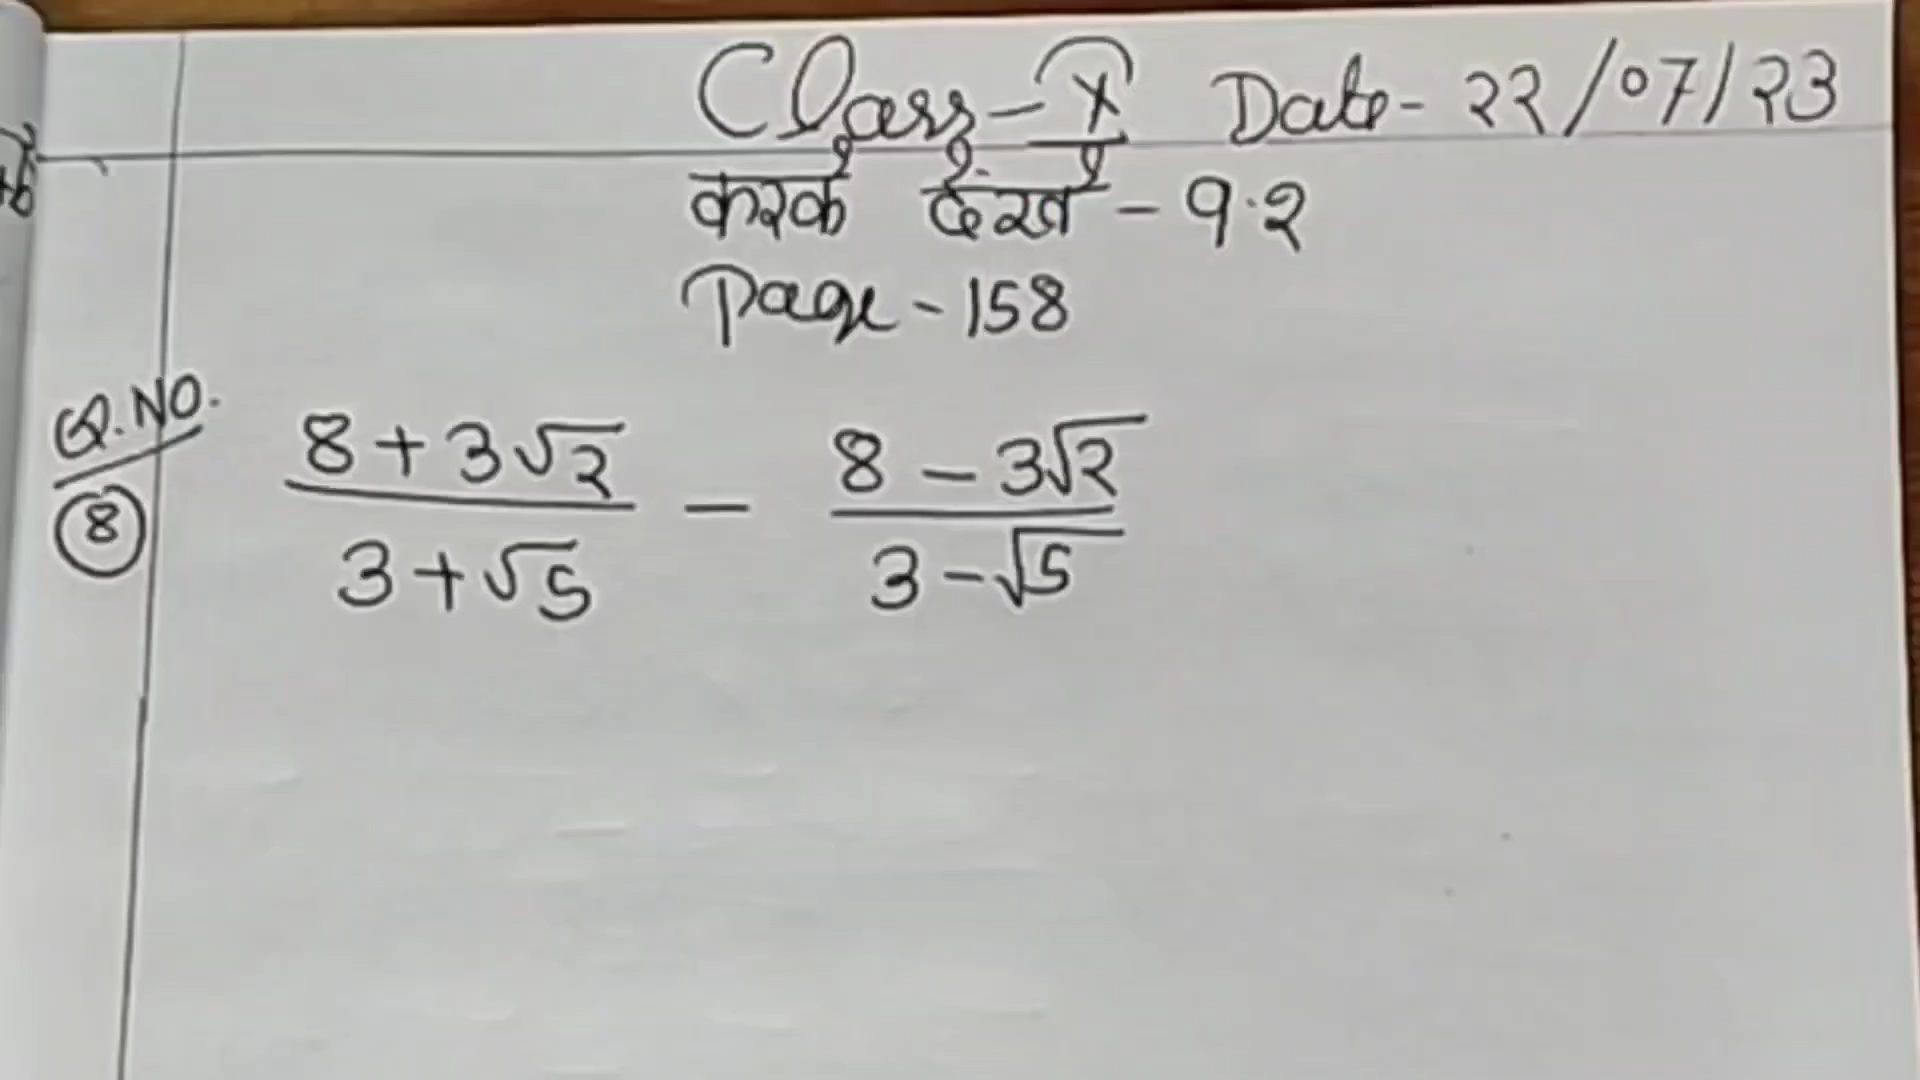 Class - X Date - 22/07/23
करके देखें - 9.2
Page - 158
Q.NO.
8 (8 + 3√2)/(3 + √5) - (8 - 3√2)/(3 - √5)